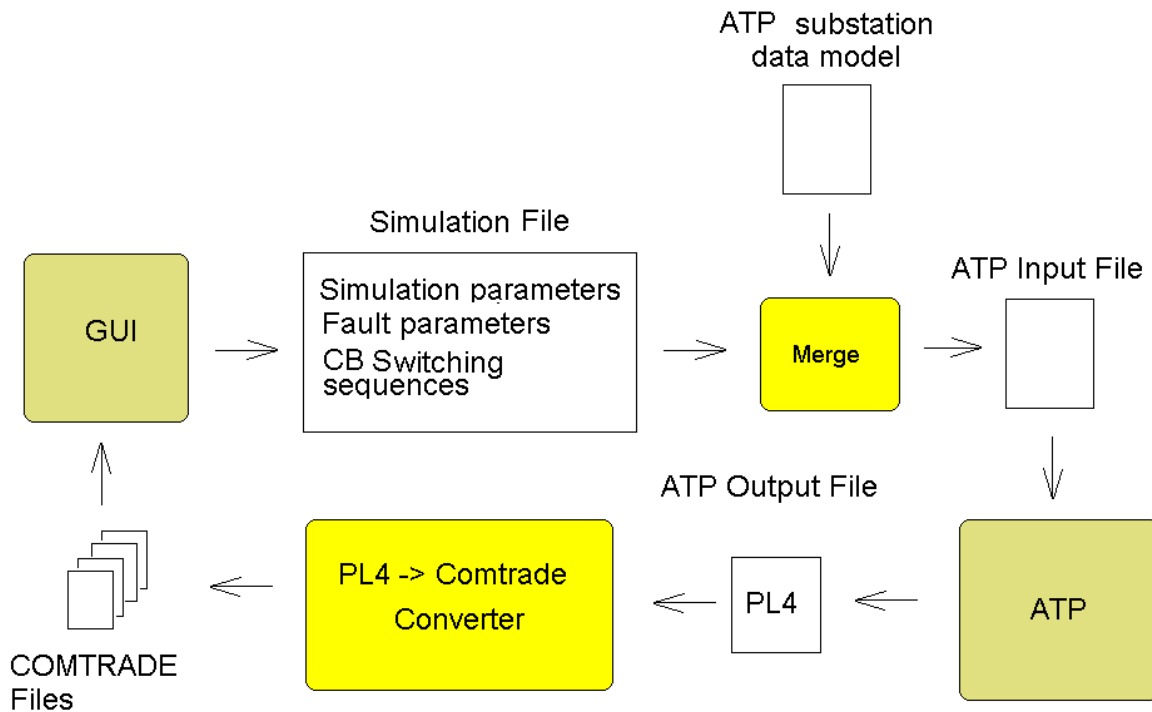 ATP substation
data model
Simulation File
ATP Input File
GUI
Simulation parameters
Fault parameters
CB Switching
sequences
Merge
ATP Output File
PL4 -> Comtrade
Converter
PL4
ATP
COMTRADE
Files